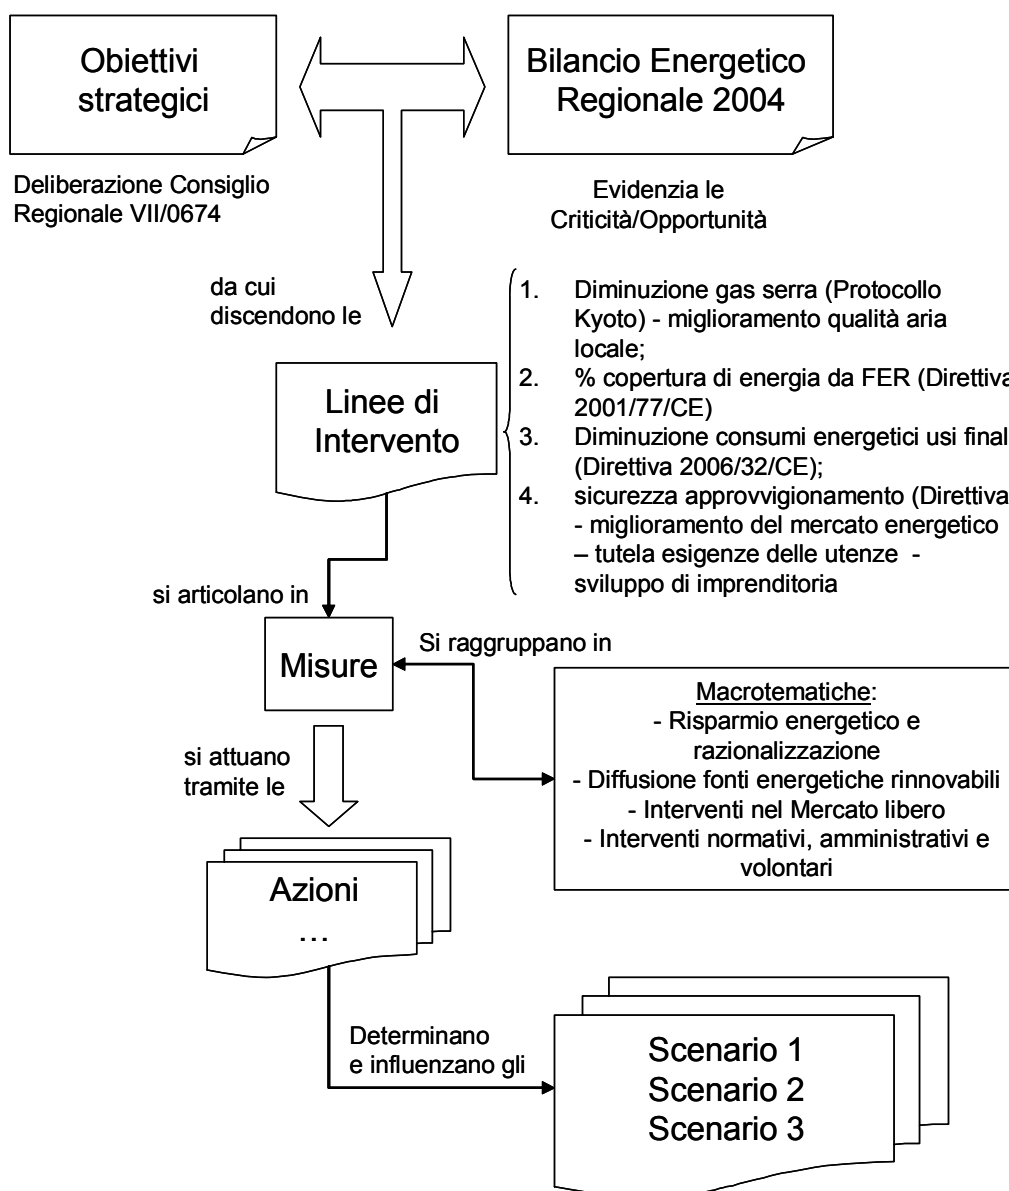 Obiettivi
strategici
Bilancio Energetico
Regionale 2004
Deliberazione Consiglio
Regionale VII/0674
Evidenzia le
Criticità/Opportunità
da cui
discendono le
1. Diminuzione gas serra (Protocollo
Kyoto) - miglioramento qualità aria
locale;
2. % copertura di energia da FER (Direttiva
2001/77/CE)
3. Diminuzione consumi energetici usi final
(Direttiva 2006/32/CE);
4. sicurezza approvvigionamento (Direttiva
- miglioramento del mercato energetico
– tutela esigenze delle utenze -
sviluppo di imprenditoria
Linee di
Intervento
si articolano in
Misure
Si raggruppano in
Macrotematiche:
- Risparmio energetico e
razionalizzazione
- Diffusione fonti energetiche rinnovabili
- Interventi nel Mercato libero
- Interventi normativi, amministrativi e
volontari
si attuano
tramite le
Azioni
...
Determinano
e influenzano gli
Scenario 1
Scenario 2
Scenario 3